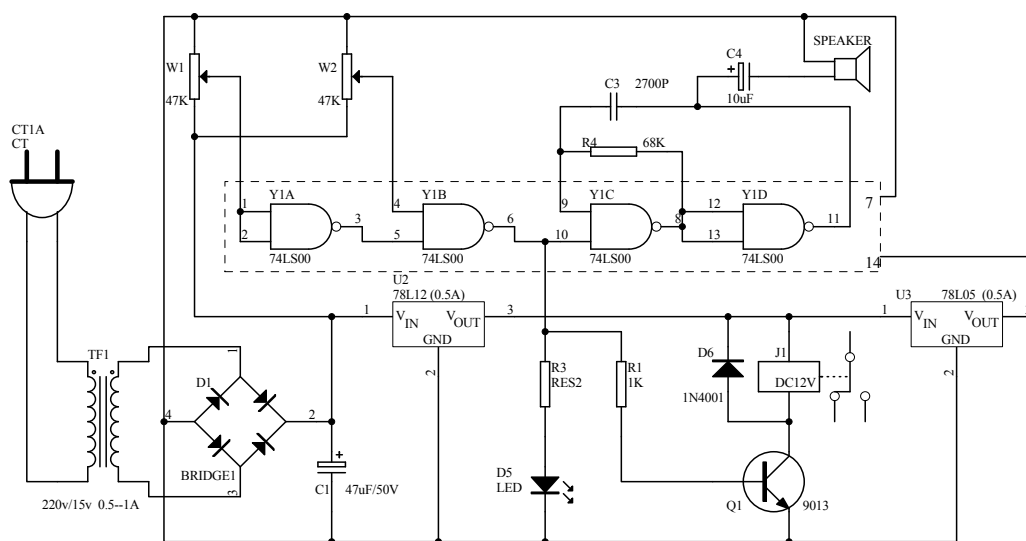 SPEAKER
C4
+
10uF
C3 2700P
W1
47K
W2
47K
R4 68K
CT1A
CT
Y1A
1
2
3
74LS00
Y1B
4
5
6
74LS00
Y1C
9
10
8
74LS00
Y1D
12
13
11
74LS00
7
14
U2
78L12 (0.5A)
1
VIN
VOUT
GND
3
2
U3
78L05 (0.5A)
1
VIN
VOUT
GND
2
TF1
220v/15v 0.5--1A
1
D1
4
2
BRIDGE1
3
+
C1
47uF/50V
R3
RES2
R1
1K
D5
LED
D6
1N4001
J1
DC12V
Q1
9013